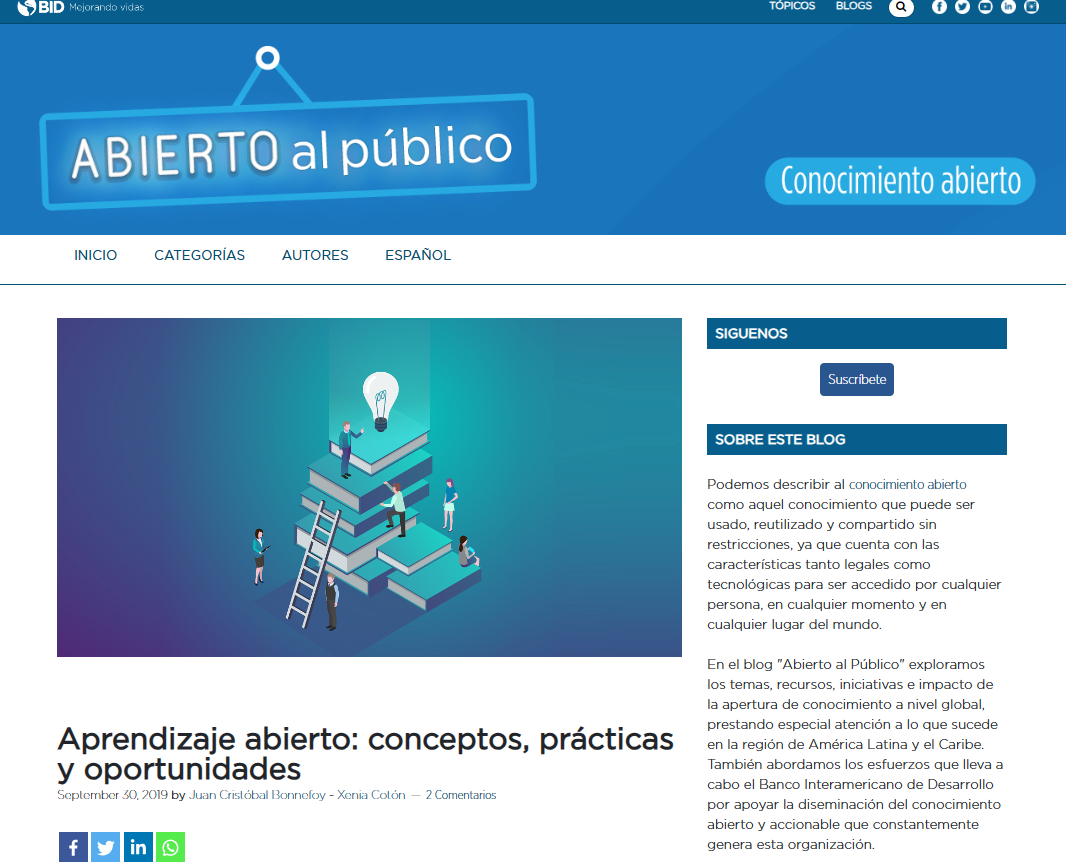 BID Mejorando vidas
TÓPICOS BLOGS
ABIERTO al público
Conocimiento abierto
INICIO CATEGORÍAS AUTORES ESPAÑOL
Aprendizaje abierto: conceptos, prácticas
y oportunidades
September 30, 2019 by Juan Cristóbal Bonnefoy - Xenia Cotón — 2 Comentarios
SIGUENOS
Suscríbete
SOBRE ESTE BLOG
Podemos describir al conocimiento abierto
como aquel conocimiento que puede ser
usado, reutilizado y compartido sin
restricciones, ya que cuenta con las
características tanto legales como
tecnológicas para ser accedido por cualquier
persona, en cualquier momento y en
cualquier lugar del mundo.
En el blog "Abierto al Público" exploramos
los temas, recursos, iniciativas e impacto de
la apertura de conocimiento a nivel global,
prestando especial atención a lo que sucede
en la región de América Latina y el Caribe.
También abordamos los esfuerzos que lleva a
cabo el Banco Interamericano de Desarrollo
por apoyar la diseminación del conocimiento
abierto y accionable que constantemente
genera esta organización.